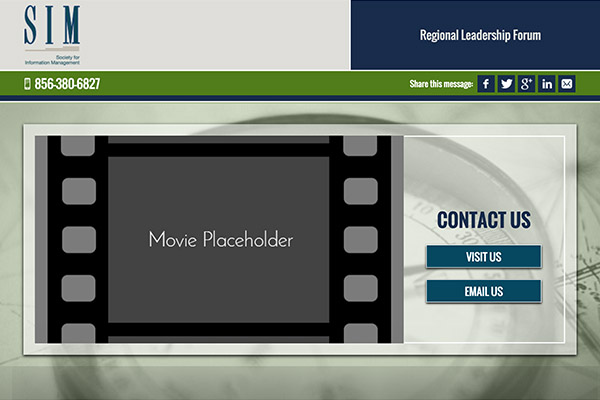 SIM
Society for
Information Management
Regional Leadership Forum
856-380-6827
Share this message:
f
g+
in
Movie Placeholder
CONTACT US
VISIT US
EMAIL US
30